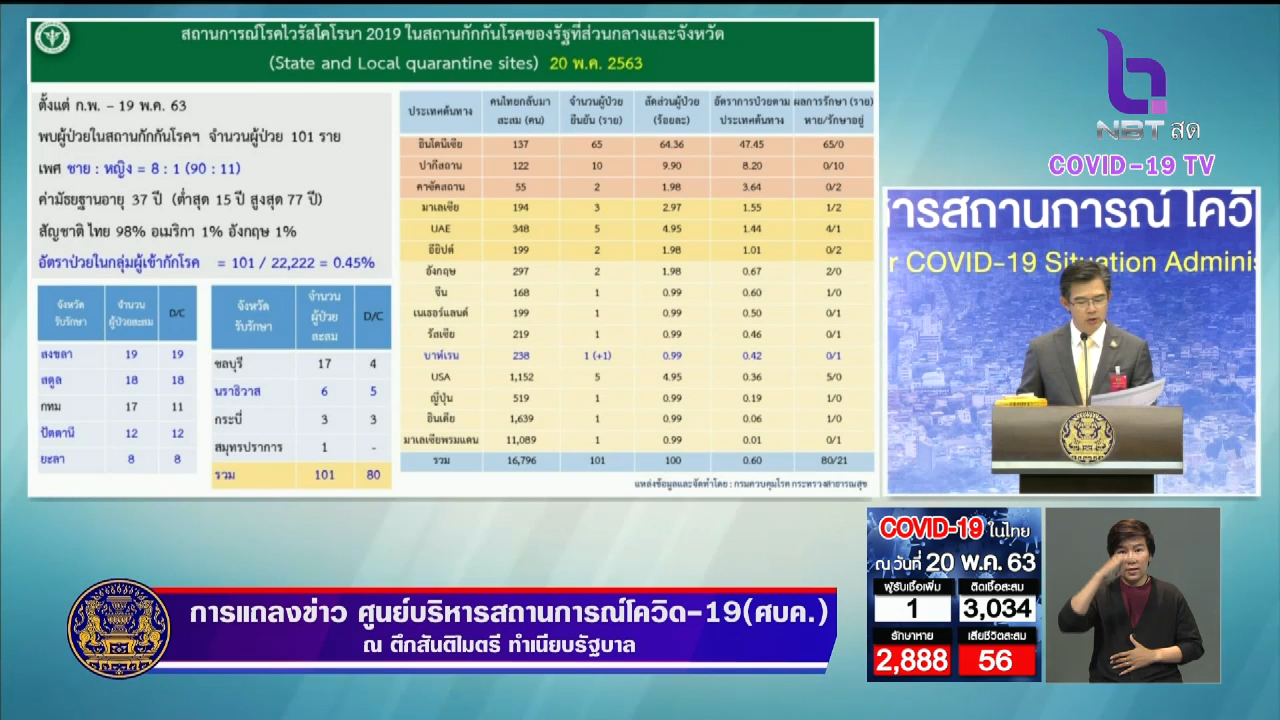 สถานการณ์โรคไวรัสโคโรนา 2019 ในสถานกักกันโรคของรัฐที่ส่วนกลางและจังหวัด
(State and Local quarantine sites) 20 พ.ค. 2563
ตั้งแต่ ก.พ. – 19 พ.ค. 63
พบผู้ป่วยในสถานกักกันโรคฯ จำนวนผู้ป่วย 101 ราย
เพศ ชาย : หญิง = 8 : 1 (90 : 11)
ค่ามัธยฐานอายุ 37 ปี (ต่ำสุด 15 ปี สูงสุด 77 ปี)
สัญชาติ ไทย 98% อเมริกา 1% อังกฤษ 1%
อัตราป่วยในกลุ่มผู้เข้ากักโรค = 101 / 22,222 = 0.45%
จังหวัดรับรักษา จำนวนผู้ป่วยสะสม D/C
สงขลา 19 19
สตูล 18 18
กทม 17 11
ปัตตานี 12 12
ยะลา 8 8
จังหวัดรับรักษา จำนวนผู้ป่วยสะสม D/C
ชลบุรี 17 4
นราธิวาส 6 5
กระบี่ 3 3
สมุทรปราการ 1 -
รวม 101 80
ประเทศต้นทาง คนไทยกลับมาสะสม (คน) จำนวนผู้ป่วยยืนยัน (ราย) สัดส่วนผู้ป่วย (ร้อยละ) อัตราการป่วยตามประเทศต้นทาง ผลการรักษา (ราย) หาย/รักษาอยู่
อินโดนีเซีย 137 65 64.36 47.45 65/0
ปากีสถาน 122 10 9.90 8.20 0/10
คาซัคสถาน 55 2 1.98 3.64 0/2
มาเลเซีย 194 3 2.97 1.55 1/2
UAE 348 5 4.95 1.44 4/1
อียิปต์ 199 2 1.98 1.01 0/2
อังกฤษ 297 2 1.98 0.67 2/0
จีน 168 1 0.99 0.60 1/0
เนเธอร์แลนด์ 199 1 0.99 0.50 0/1
รัสเซีย 219 1 0.99 0.46 0/1
บาห์เรน 238 1 (+1) 0.99 0.42 0/1
USA 1,152 5 4.95 0.36 5/0
ญี่ปุ่น 519 1 0.99 0.19 1/0
อินเดีย 1,639 1 0.99 0.06 1/0
มาเลเซียพรมแดน 11,089 1 0.99 0.01 0/1
รวม 16,796 101 100 0.60 80/21
แหล่งข้อมูลและจัดทำโดย : กรมควบคุมโรค กระทรวงสาธารณสุข
NBT สด
COVID-19 TV
หารสถานการณ์ โควิ
r COVID-19 Situation Adminis
COVID-19 ในไทย
ณ วันที่ 20 พ.ค. 63
ผู้รับเชื้อเพิ่ม ติดเชื้อสะสม
1 3,034
รักษาหาย เสียชีวิตสะสม
2,888 56
การแถลงข่าว ศูนย์บริหารสถานการณ์โควิด-19(ศบค.)
ณ ตึกสันติไมตรี ทำเนียบรัฐบาล